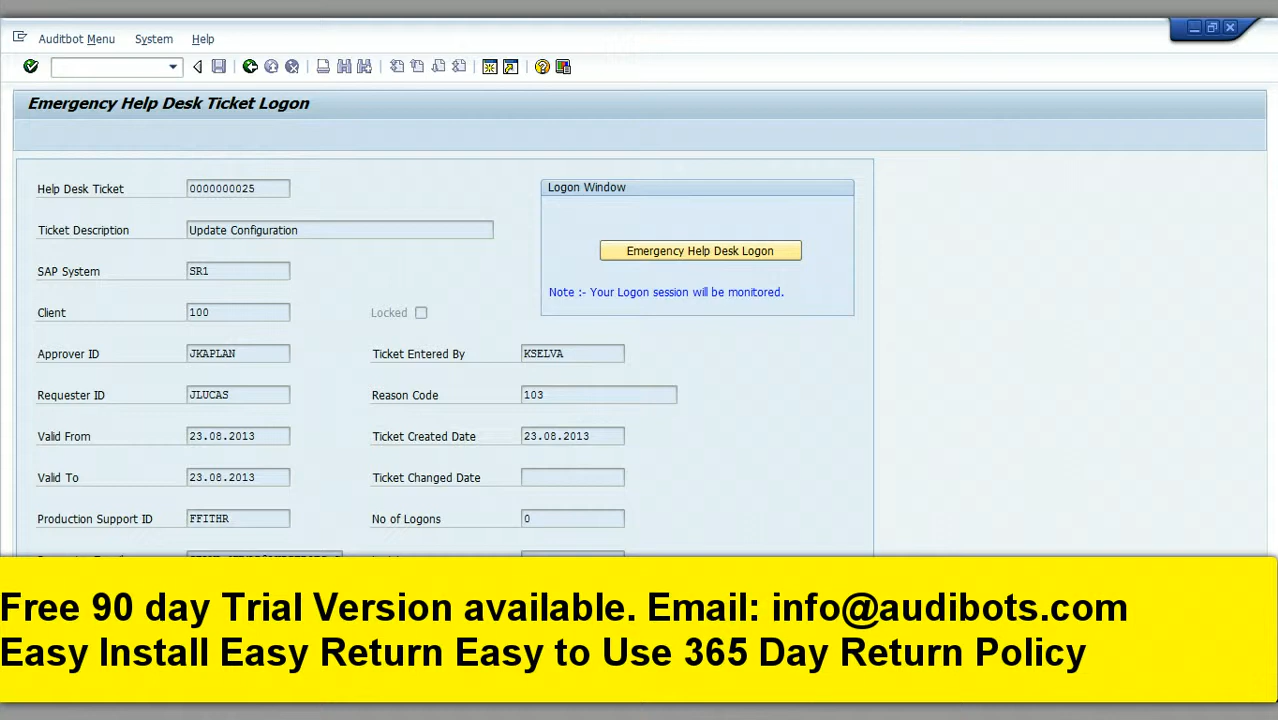 Auditbot Menu System Help
Emergency Help Desk Ticket Logon
Help Desk Ticket 0000000025
Logon Window
Ticket Description Update Configuration
Emergency Help Desk Logon
SAP System SR1
Note :- Your Logon session will be monitored.
Client 100 Locked
Approver ID JKAPLAN Ticket Entered By KSELVA
Requester ID JLUCAS Reason Code 103
Valid From 23.08.2013 Ticket Created Date 23.08.2013
Valid To 23.08.2013 Ticket Changed Date
Production Support ID FFITHR No of Logons 0
Free 90 day Trial Version available. Email: info@audibots.com
Easy Install Easy Return Easy to Use 365 Day Return Policy